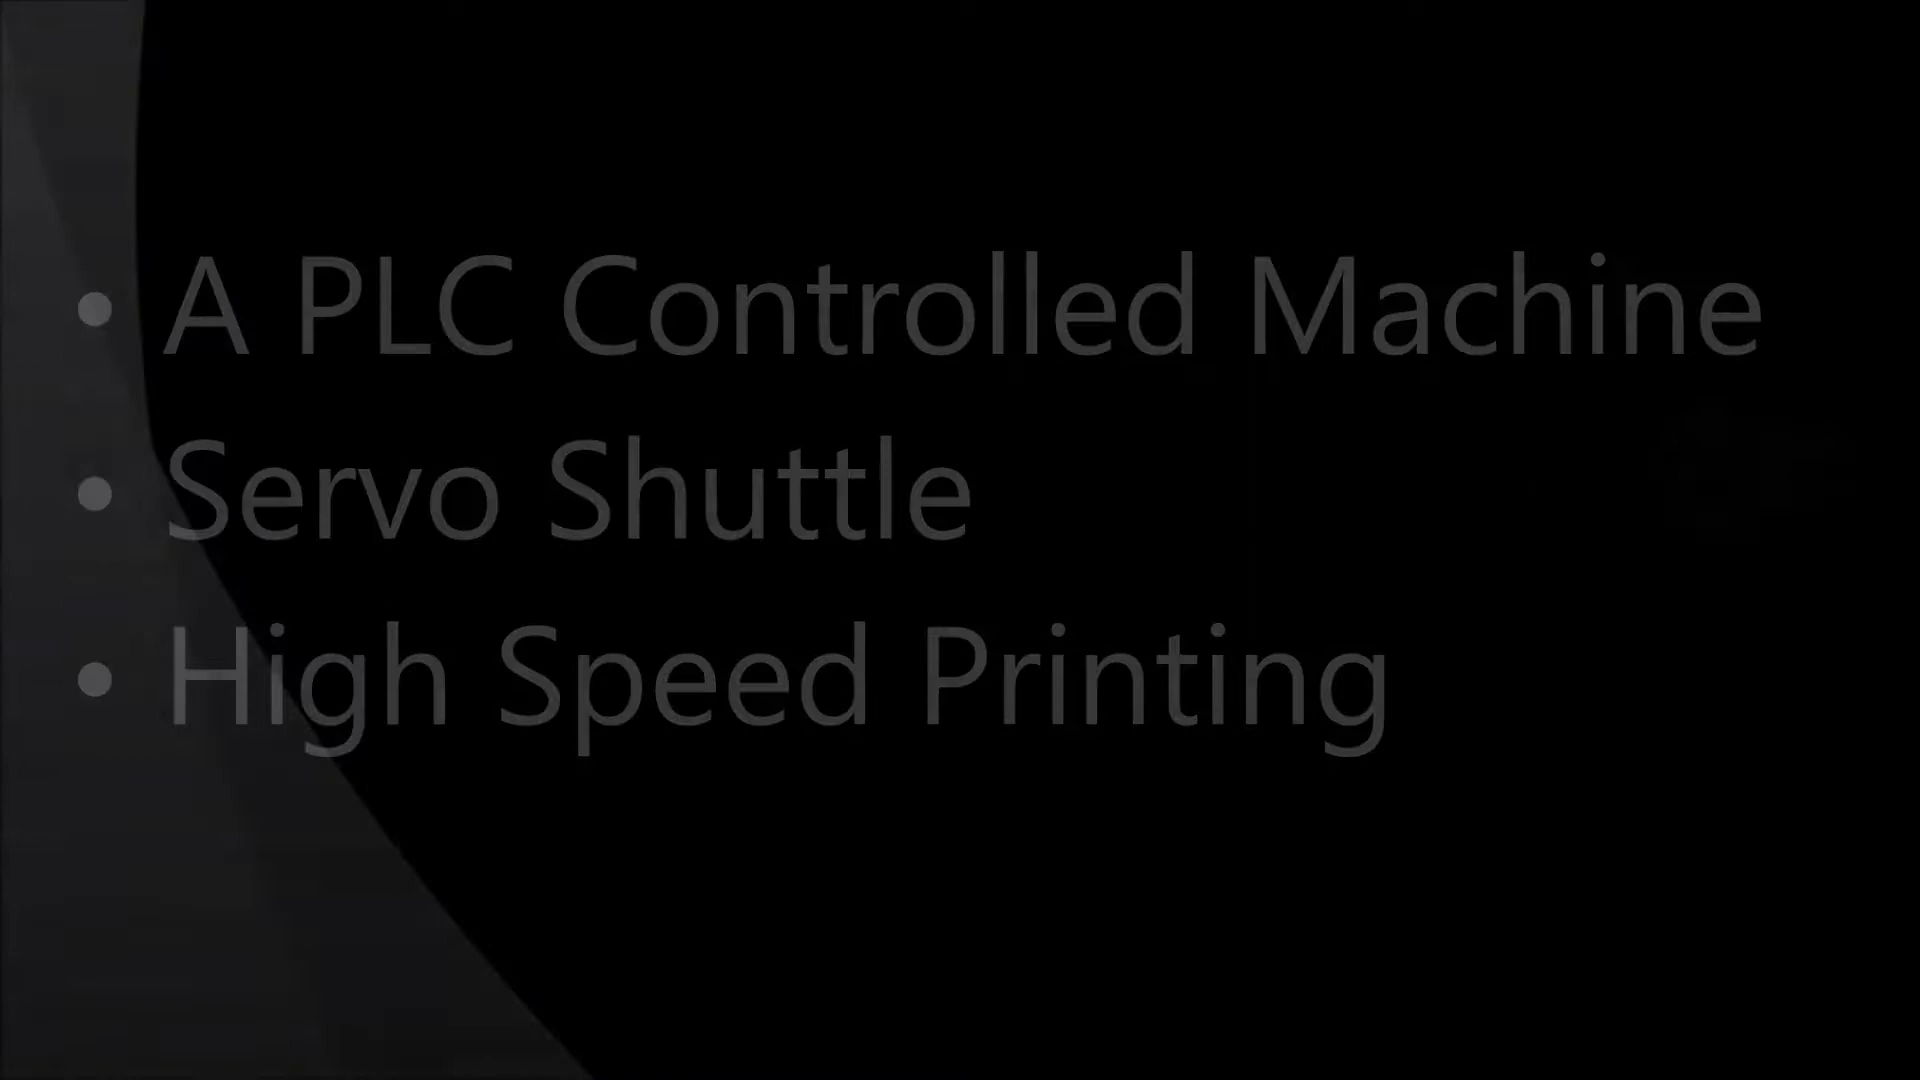 • A PLC Controlled Machine
• Servo Shuttle
• High Speed Printing